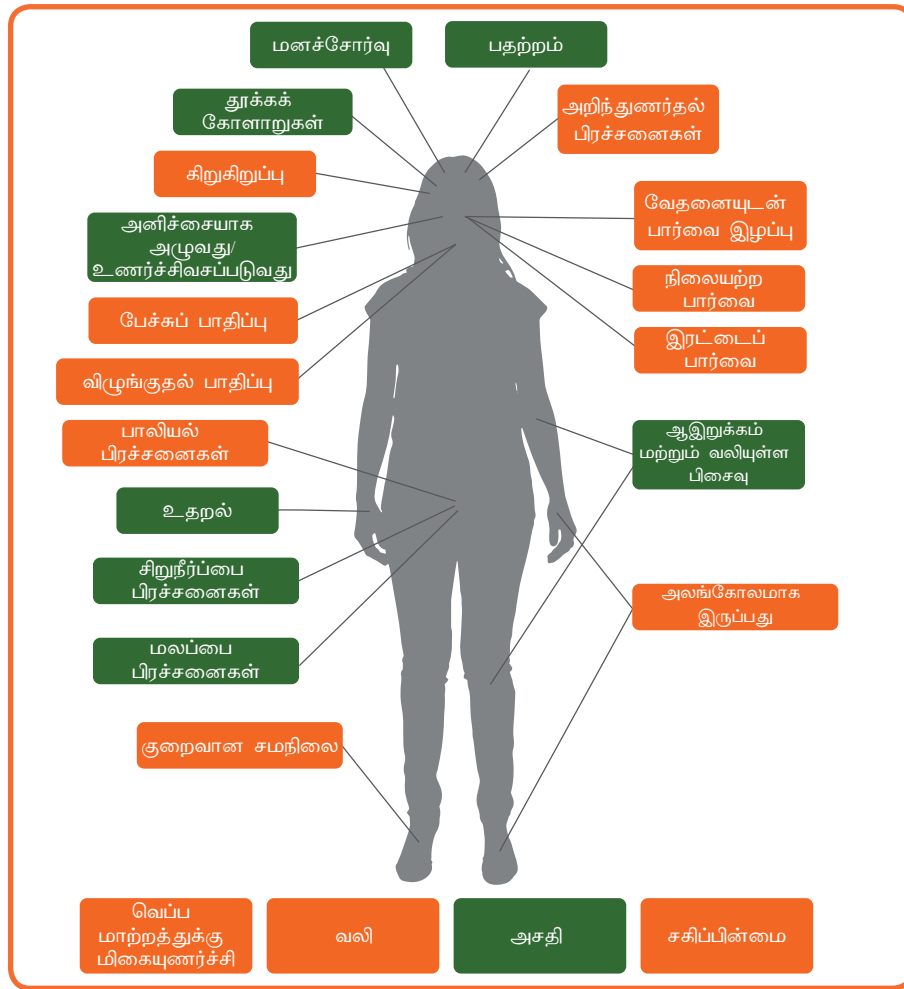 மனச்சோர்வு
பதற்றம்
தூக்கக்
கோளாறுகள்
அறிந்துணர்தல்
பிரச்சனைகள்
கிறுகிறுப்பு
வேதனையுடன்
பார்வை இழப்பு
அனிச்சையாக
அழுவது/
உணர்ச்சிவசப்படுவது
நிலையற்ற
பார்வை
பேச்சுப் பாதிப்பு
இரட்டைப்
பார்வை
விழுங்குதல் பாதிப்பு
பாலியல்
பிரச்சனைகள்
ஆஇறுக்கம்
மற்றும் வலியுள்ள
பிசைவு
உதறல்
சிறுநீர்ப்பை
பிரச்சனைகள்
அலங்கோலமாக
இருப்பது
மலப்பை
பிரச்சனைகள்
குறைவான சமநிலை
வெப்ப
மாற்றத்துக்கு
மிகையுணர்ச்சி
வலி
அசதி
சகிப்பின்மை